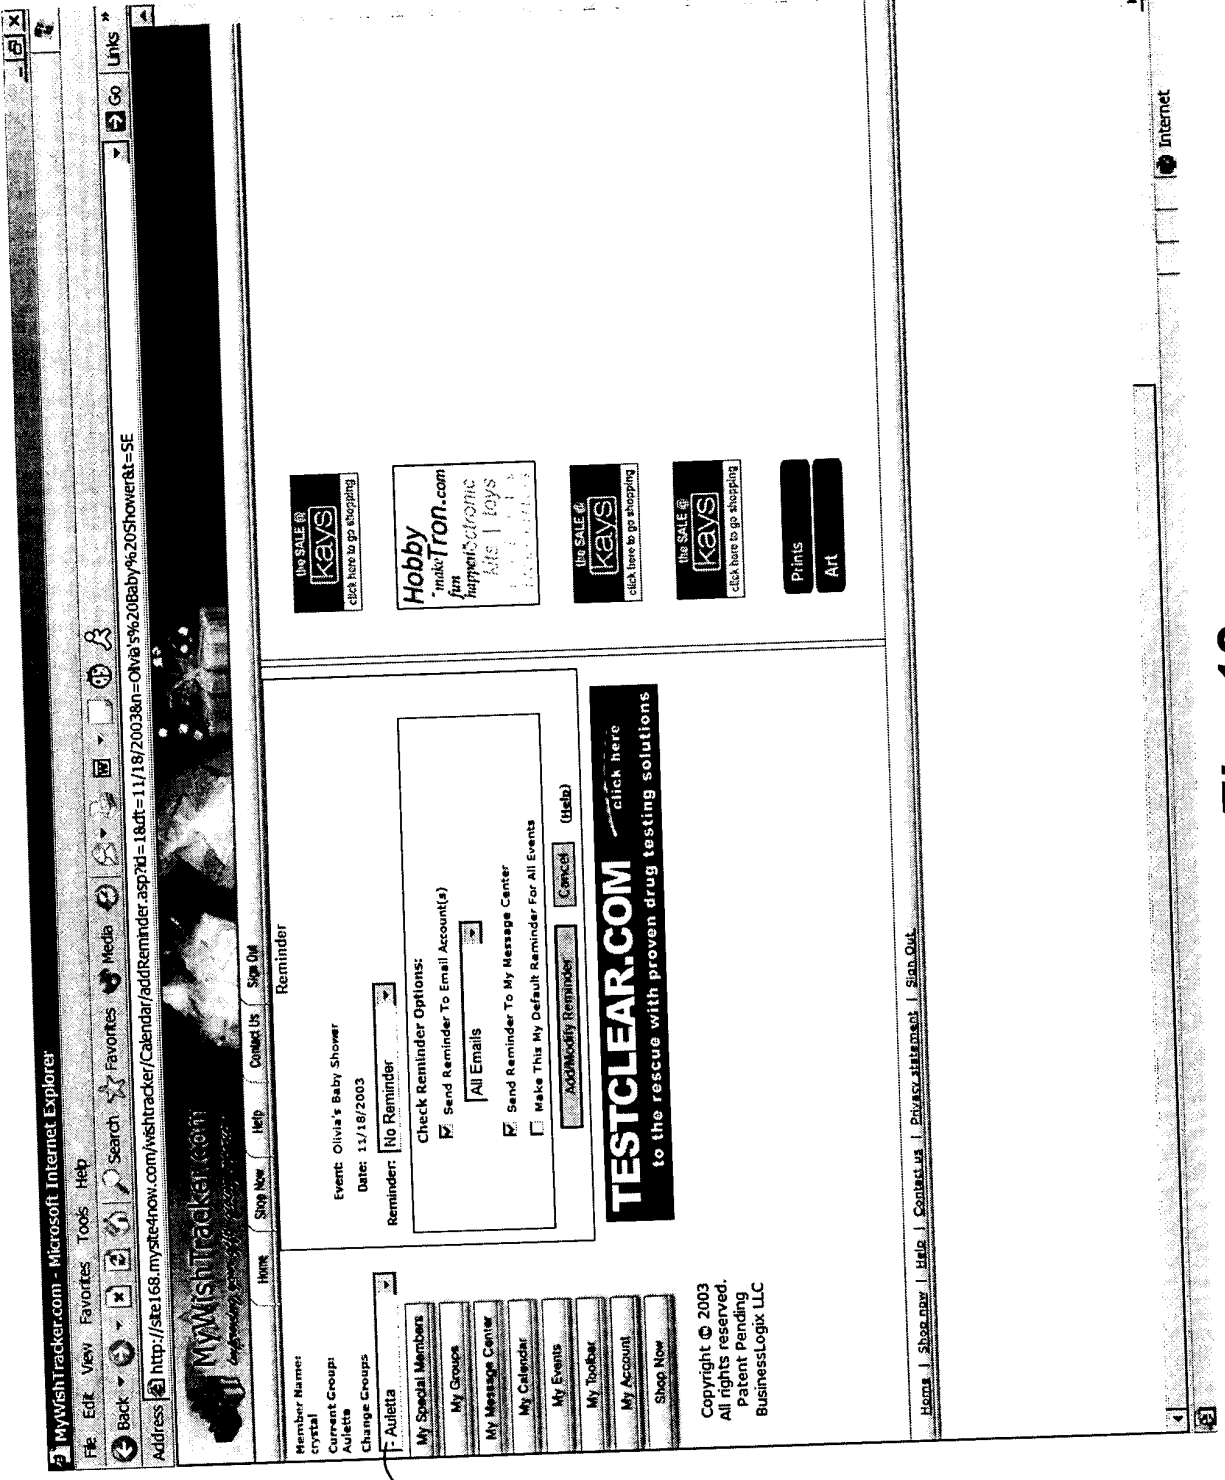 MyWishTracker.com - Microsoft Internet Explorer
File Edit View Favorites Tools Help
Back Search Favorites Media
Address http://site168.mysite4now.com/wishtracker/Calendar/addReminder.asp?id=1&dt=11/18/2003&n=Olivia's%20Baby%20Shower&t=SE Go Links »
MyWishTracker.com
Home Shop Now Help Contact Us Sign Out
Member Name:
crystal
Current Group:
Auletta
Change Groups
- Auletta
My Special Members
My Groups
My Message Center
My Calendar
My Events
My Toolbar
My Account
Shop Now
Copyright © 2003
All rights reserved.
Patent Pending
BusinessLogix LLC
Reminder
Event: Olivia's Baby Shower
Date: 11/18/2003
Reminder: No Reminder
Check Reminder Options:
Send Reminder To Email Account(s)
All Emails
Send Reminder To My Message Center
Make This My Default Reminder For All Events
Add/Modify Reminder Cancel (Help)
TESTCLEAR.COM click here
to the rescue with proven drug testing solutions
the SALE @
kays
click here to go shopping
Hobby
Tron.com
"make
fun
happen"
electronic
kits | toys
the SALE @
kays
click here to go shopping
the SALE @
kays
click here to go shopping
Prints
Art
Home | Shop now | Help | Contact us | Privacy statement | Sign Out
Internet